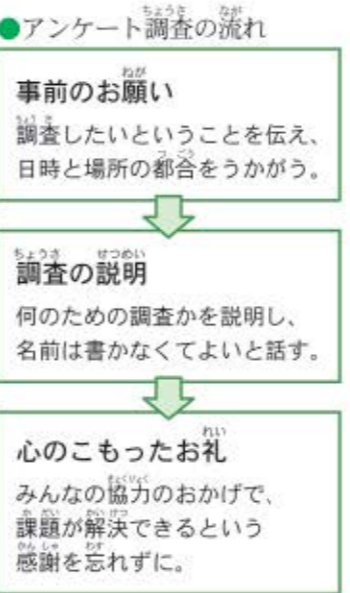 ●アンケート調査の流れ
事前のお願い
調査したいということを伝え、
日時と場所の都合をうかがう。
調査の説明
何のための調査かを説明し、
名前は書かなくてよいと話す。
心のこもったお礼
みんなの協力のおかげで、
課題が解決できるという
感謝を忘れずに。